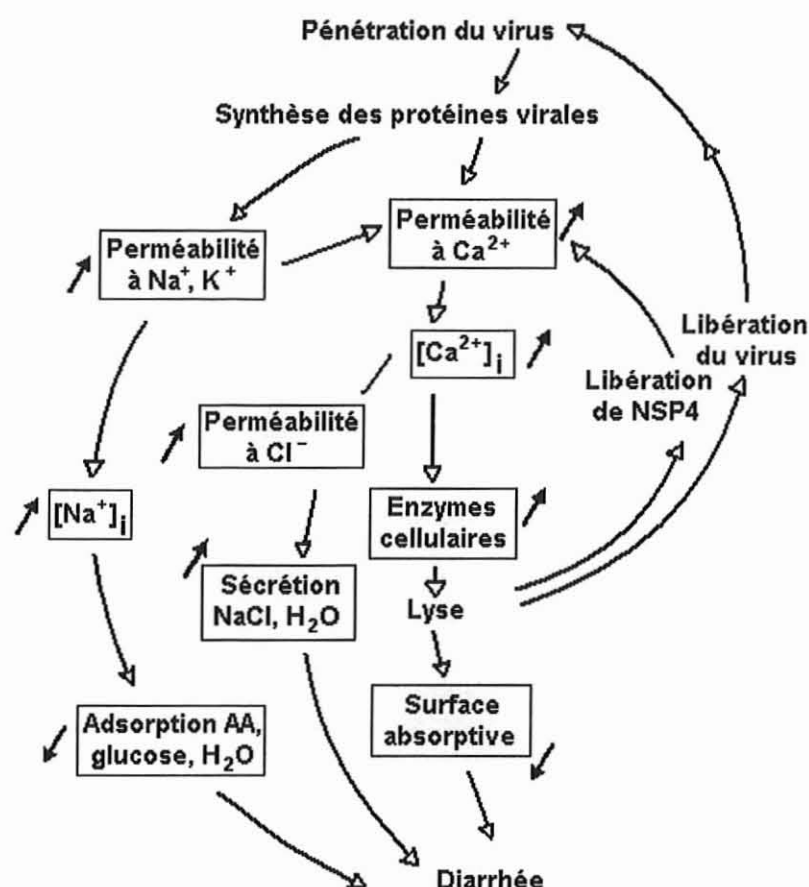 Pénétration du virus
Synthèse des protéines virales
Perméabilité
à Na⁺, K⁺
Perméabilité
à Ca²⁺
[Ca²⁺]ᵢ
Libération
du virus
Libération
de NSP4
Perméabilité
à Cl⁻
[Na⁺]ᵢ
Enzymes
cellulaires
Sécrétion
NaCl, H₂O
Lyse
Surface
absorptive
Adsorption AA,
glucose, H₂O
Diarrhée